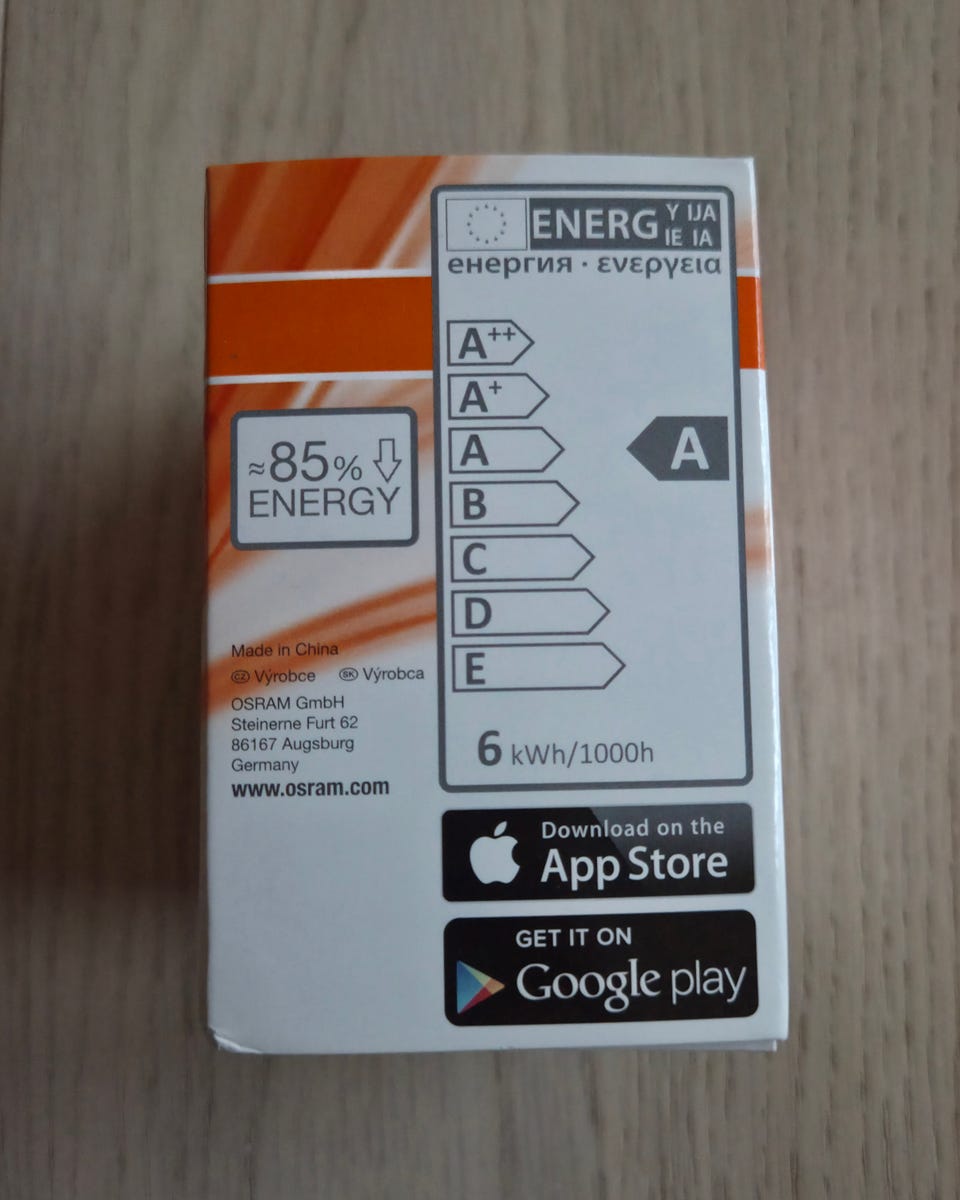 ENERG Y IJA
IE IA
енергия · ενεργεια
A++
A+
A
A
B
C
D
E
6 kWh/1000h
≈85%
ENERGY
Made in China
CZ Výrobce SK Výrobca
OSRAM GmbH
Steinerne Furt 62
86167 Augsburg
Germany
www.osram.com
Download on the
App Store
GET IT ON
Google play